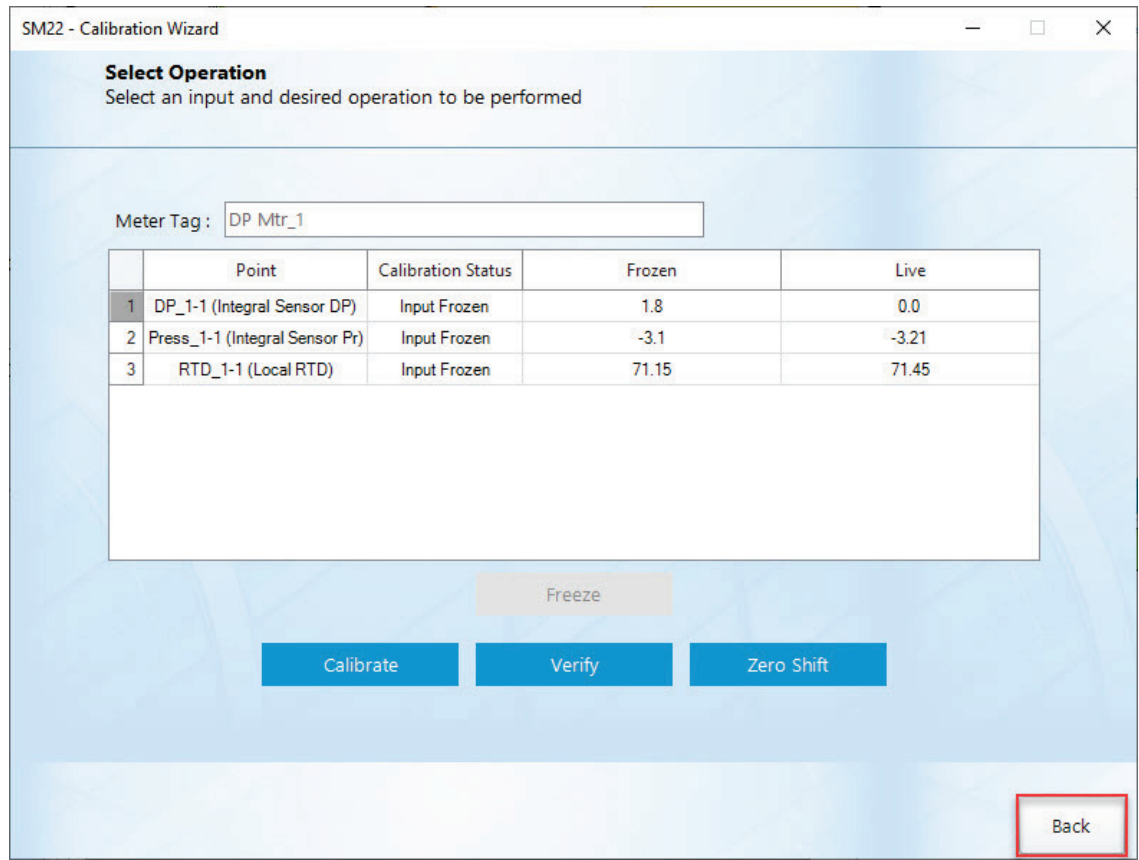 SM22 - Calibration Wizard
Select Operation
Select an input and desired operation to be performed
Meter Tag : DP Mtr_1
Point Calibration Status Frozen Live
1 DP_1-1 (Integral Sensor DP) Input Frozen 1.8 0.0
2 Press_1-1 (Integral Sensor Pr) Input Frozen -3.1 -3.21
3 RTD_1-1 (Local RTD) Input Frozen 71.15 71.45
Freeze
Calibrate Verify Zero Shift
Back